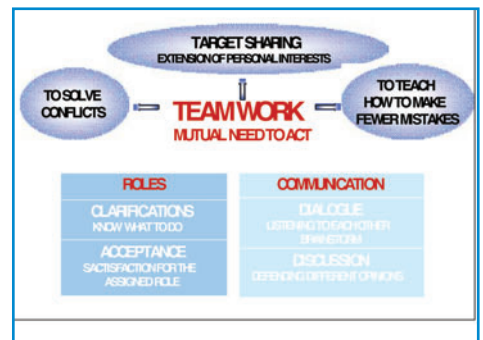 TARGET SHARING
EXTENSION OF PERSONAL INTERESTS
TO SOLVE
CONFLICTS
TO TEACH
HOW TO MAKE
FEWER MISTAKES
TEAM WORK
MUTUAL NEED TO ACT
ROLES
CLARIFICATIONS
KNOW WHAT TO DO
ACCEPTANCE
SACTISFACTION FOR THE
ASSIGNED ROLE
COMMUNICATION
DIALOGUE
LISTENING TO EACH OTHER
BRAINSTORM
DISCUSSION
DEFENDING DIFFERENT OPINIONS